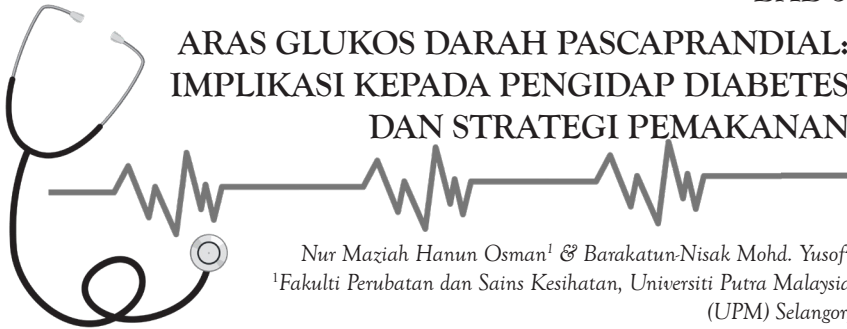 ARAS GLUKOS DARAH PASCAPRANDIAL:
IMPLIKASI KEPADA PENGIDAP DIABETES
DAN STRATEGI PEMAKANAN
Nur Maziah Hanun Osman¹ & Barakatun-Nisak Mohd. Yusof
¹Fakulti Perubatan dan Sains Kesihatan, Universiti Putra Malaysia
(UPM) Selangor